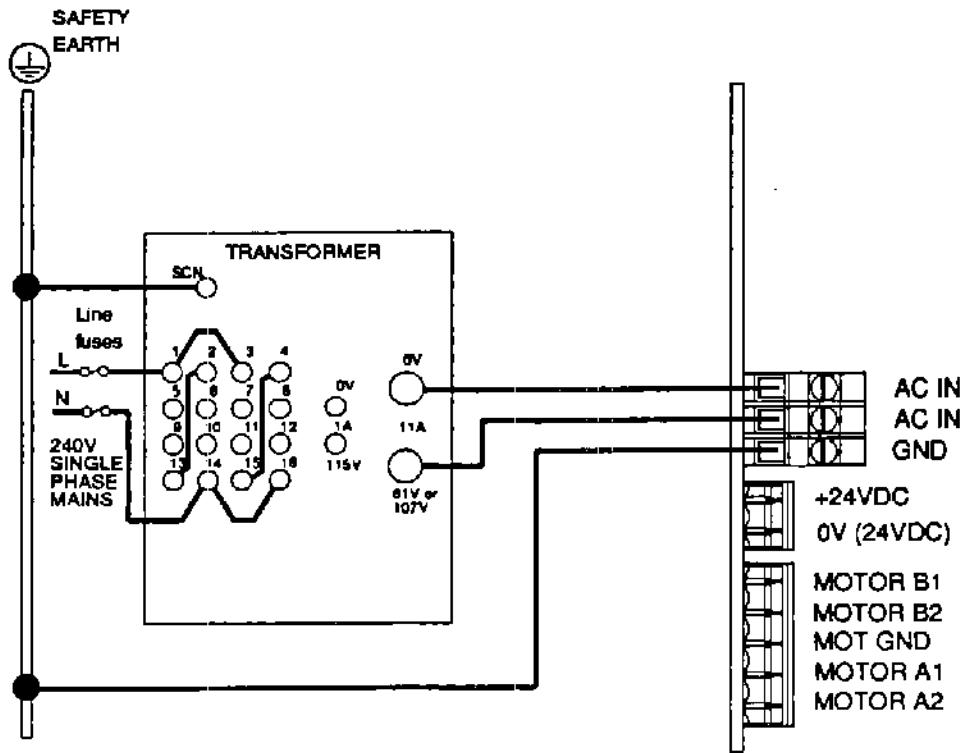 SAFETY
EARTH
TRANSFORMER
SCN
Line
fuses
L
N
240V
SINGLE
PHASE
MAINS
1 2 3 4
5 6 7 8
9 10 11 12
13 14 15 16
0V
1A
115V
0V
11A
61V or
107V
AC IN
AC IN
GND
+24VDC
0V (24VDC)
MOTOR B1
MOTOR B2
MOT GND
MOTOR A1
MOTOR A2